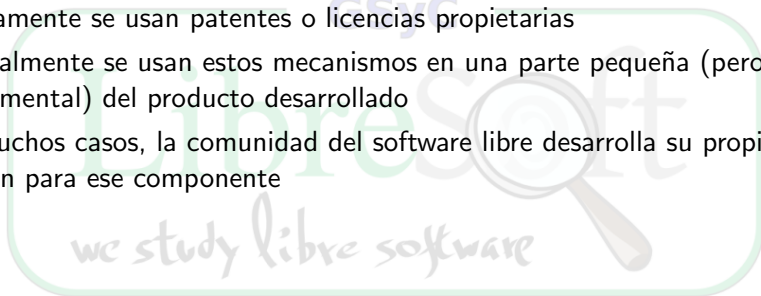 GSyC
amente se usan patentes o licencias propietarias
almente se usan estos mecanismos en una parte pequeña (pero
mental) del producto desarrollado
uchos casos, la comunidad del software libre desarrolla su propi
n para ese componente
LibreSoft
we study libre software